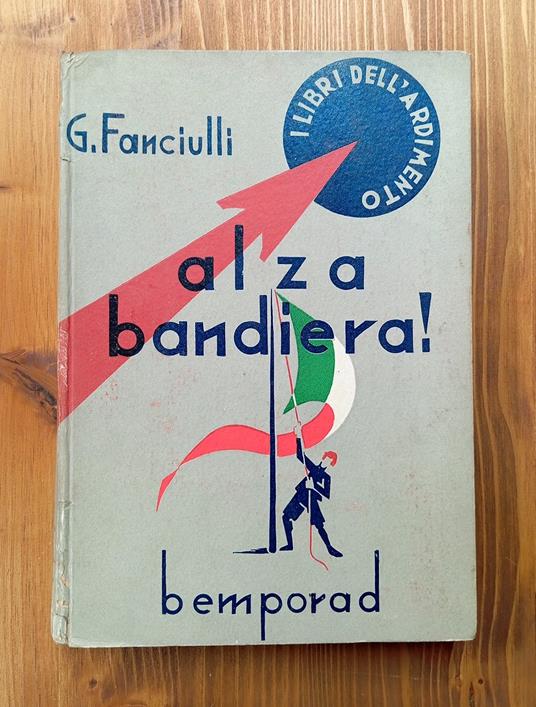 G. Fanciulli
I LIBRI DELL'ARDIMENTO
alza
bandiera!
bemporad